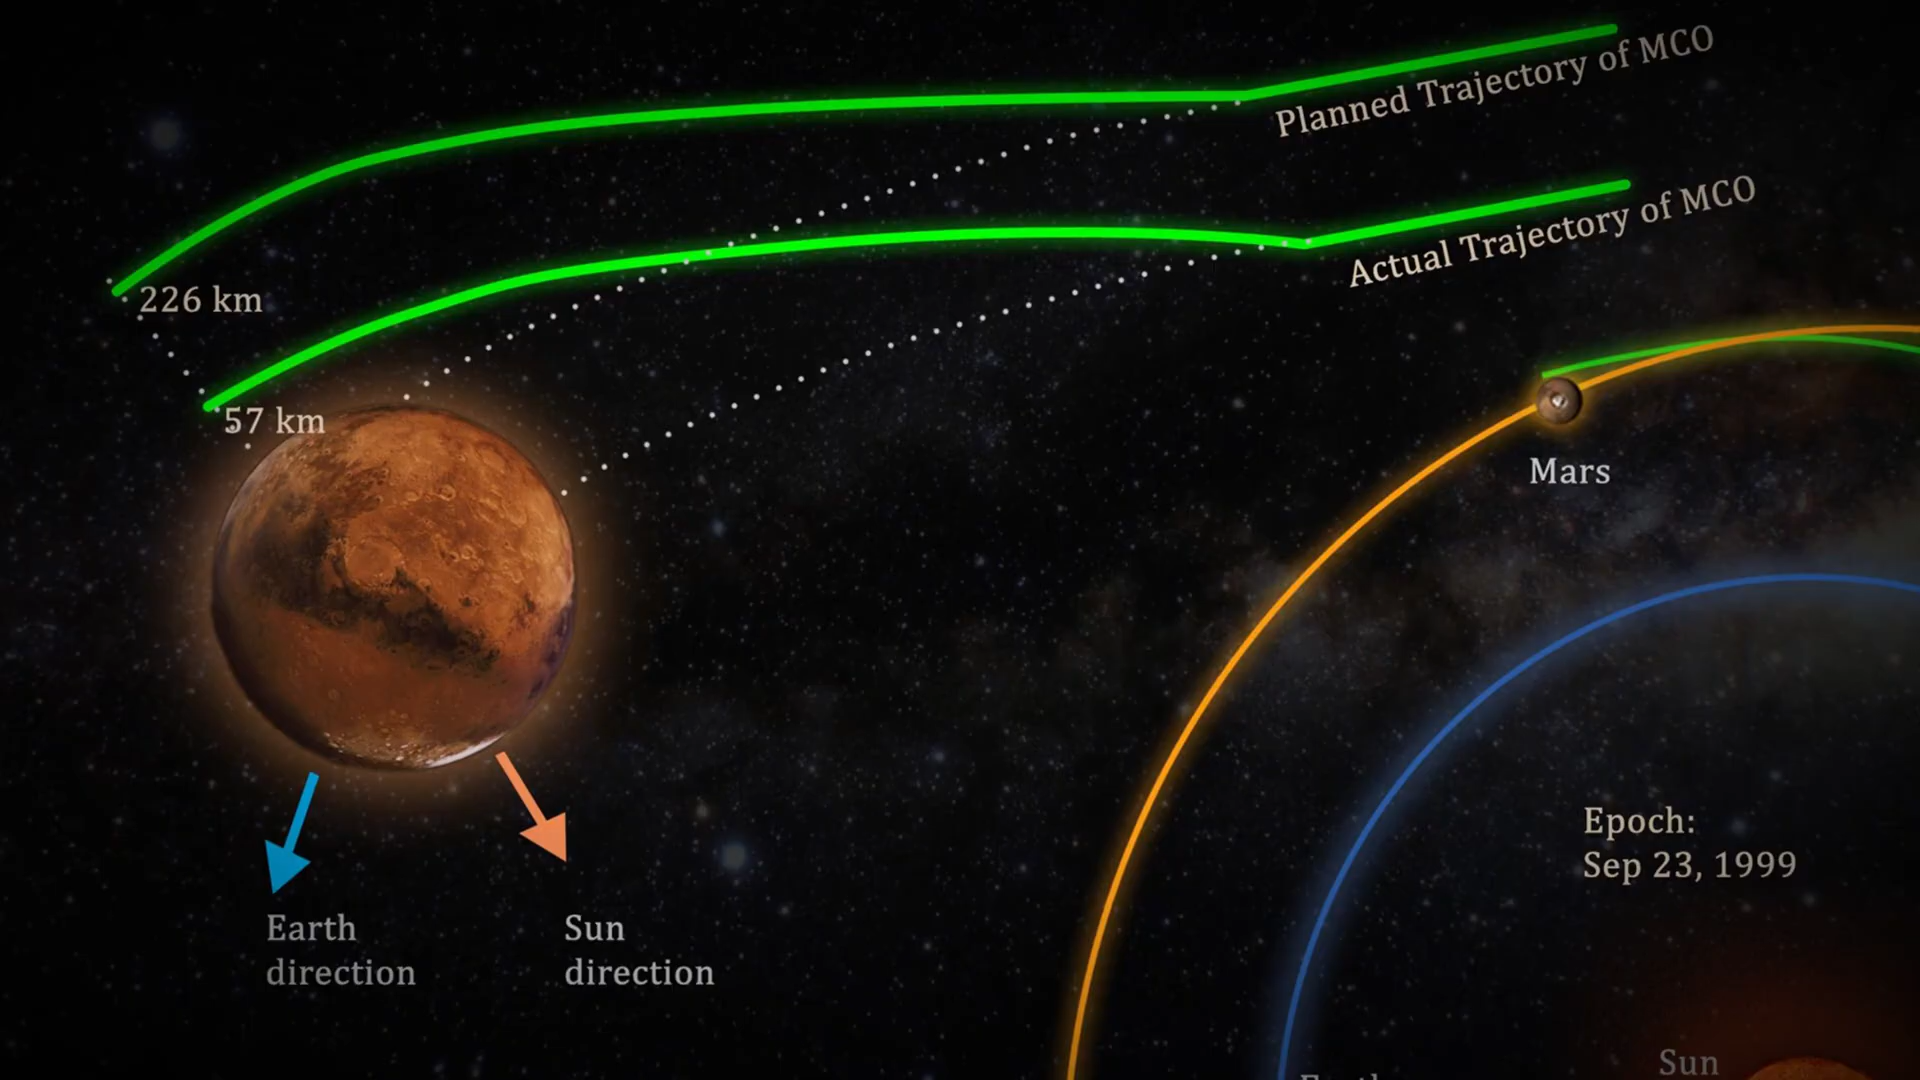 Planned Trajectory of MCO
Actual Trajectory of MCO
226 km
57 km
Mars
Epoch:
Sep 23, 1999
Earth
direction
Sun
direction
Sun